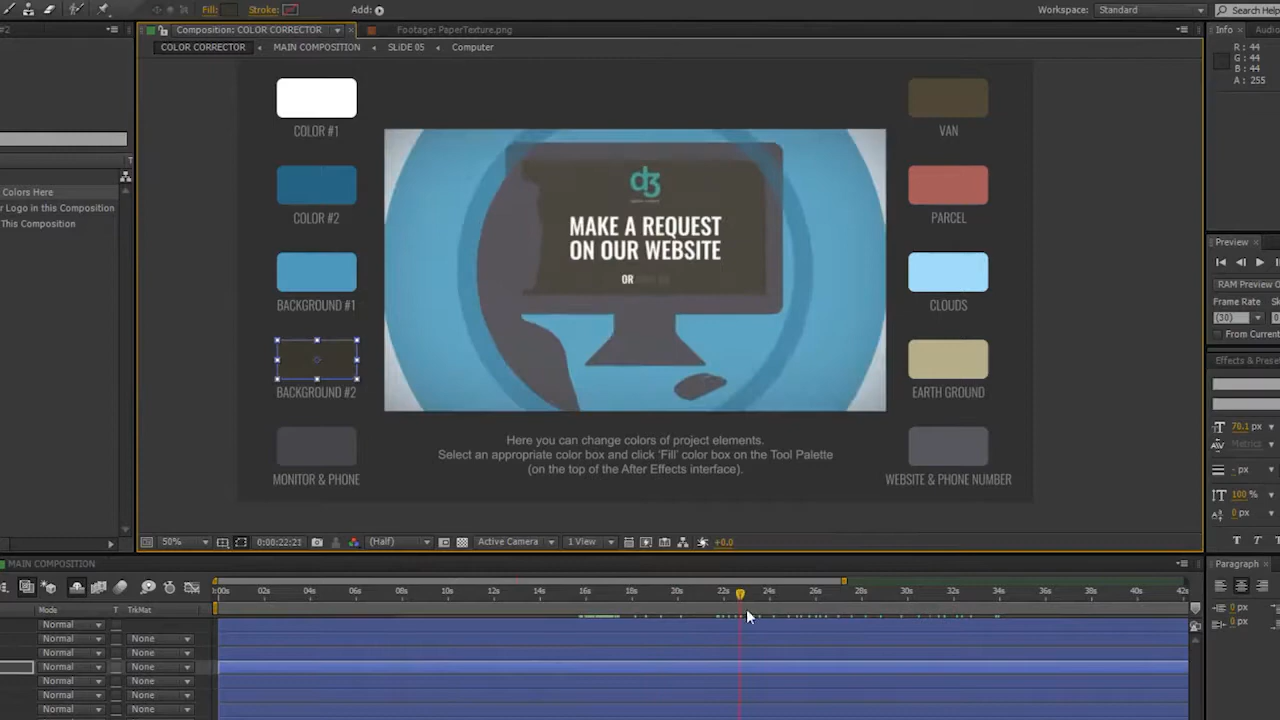 Fill:
Stroke:
Add:
Workspace: Standard
Search Help
#2
Composition: COLOR CORRECTOR
Footage: PaperTexture.png
Info
Audio
COLOR CORRECTOR
MAIN COMPOSITION
SLIDE 05
Computer
R: 44
G: 44
B: 44
A: 255
COLOR #1
VAN
COLOR #2
PARCEL
BACKGROUND #1
CLOUDS
BACKGROUND #2
EARTH GROUND
MONITOR & PHONE
WEBSITE & PHONE NUMBER
MAKE A REQUEST
ON OUR WEBSITE
OR
Here you can change colors of project elements.
Select an appropriate color box and click 'Fill' color box on the Tool Palette
(on the top of the After Effects interface).
T
Colors Here
r Logo in this Composition
This Composition
Preview
RAM Preview O
Frame Rate
(30)
From Current
Effects & Prese
70.1 px
Metrics
- px
100 %
0 px
T T
Paragraph
0 px
0 px
50%
0:00:22:21
(Half)
Active Camera
1 View
+0.0
MAIN COMPOSITION
:00s 02s 04s 06s 08s 10s 12s 14s 16s 18s 20s 22s 24s 26s 28s 30s 32s 34s 36s 38s 40s 42s
Mode T TrkMat
Normal
Normal None
Normal None
Normal None
Normal None
Normal None
Normal None